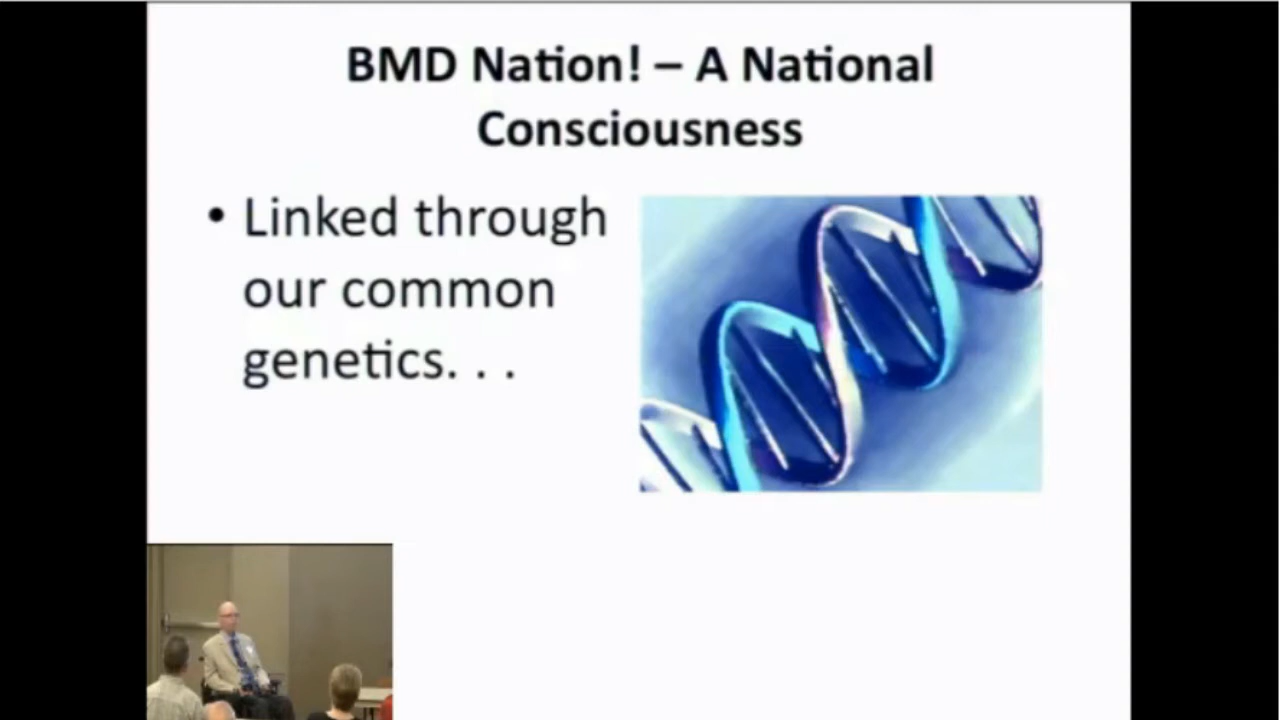 BMD Nation! – A National
Consciousness
• Linked through
our common
genetics. . .